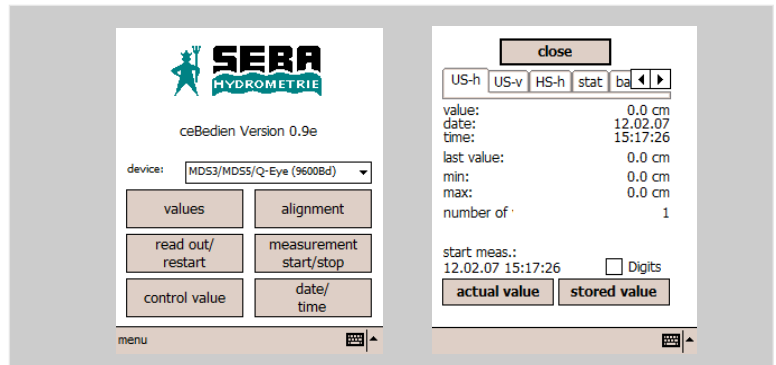 SEBA
HYDROMETRIE
ceBedien Version 0.9e
device: MDS3/MDS5/Q-Eye (9600Bd)
values alignment
read out/ measurement
restart start/stop
control value date/
time
menu
close
US-h US-v HS-h stat ba
value: 0.0 cm
date: 12.02.07
time: 15:17:26
last value: 0.0 cm
min: 0.0 cm
max: 0.0 cm
number of 1
start meas.:
12.02.07 15:17:26 Digits
actual value stored value